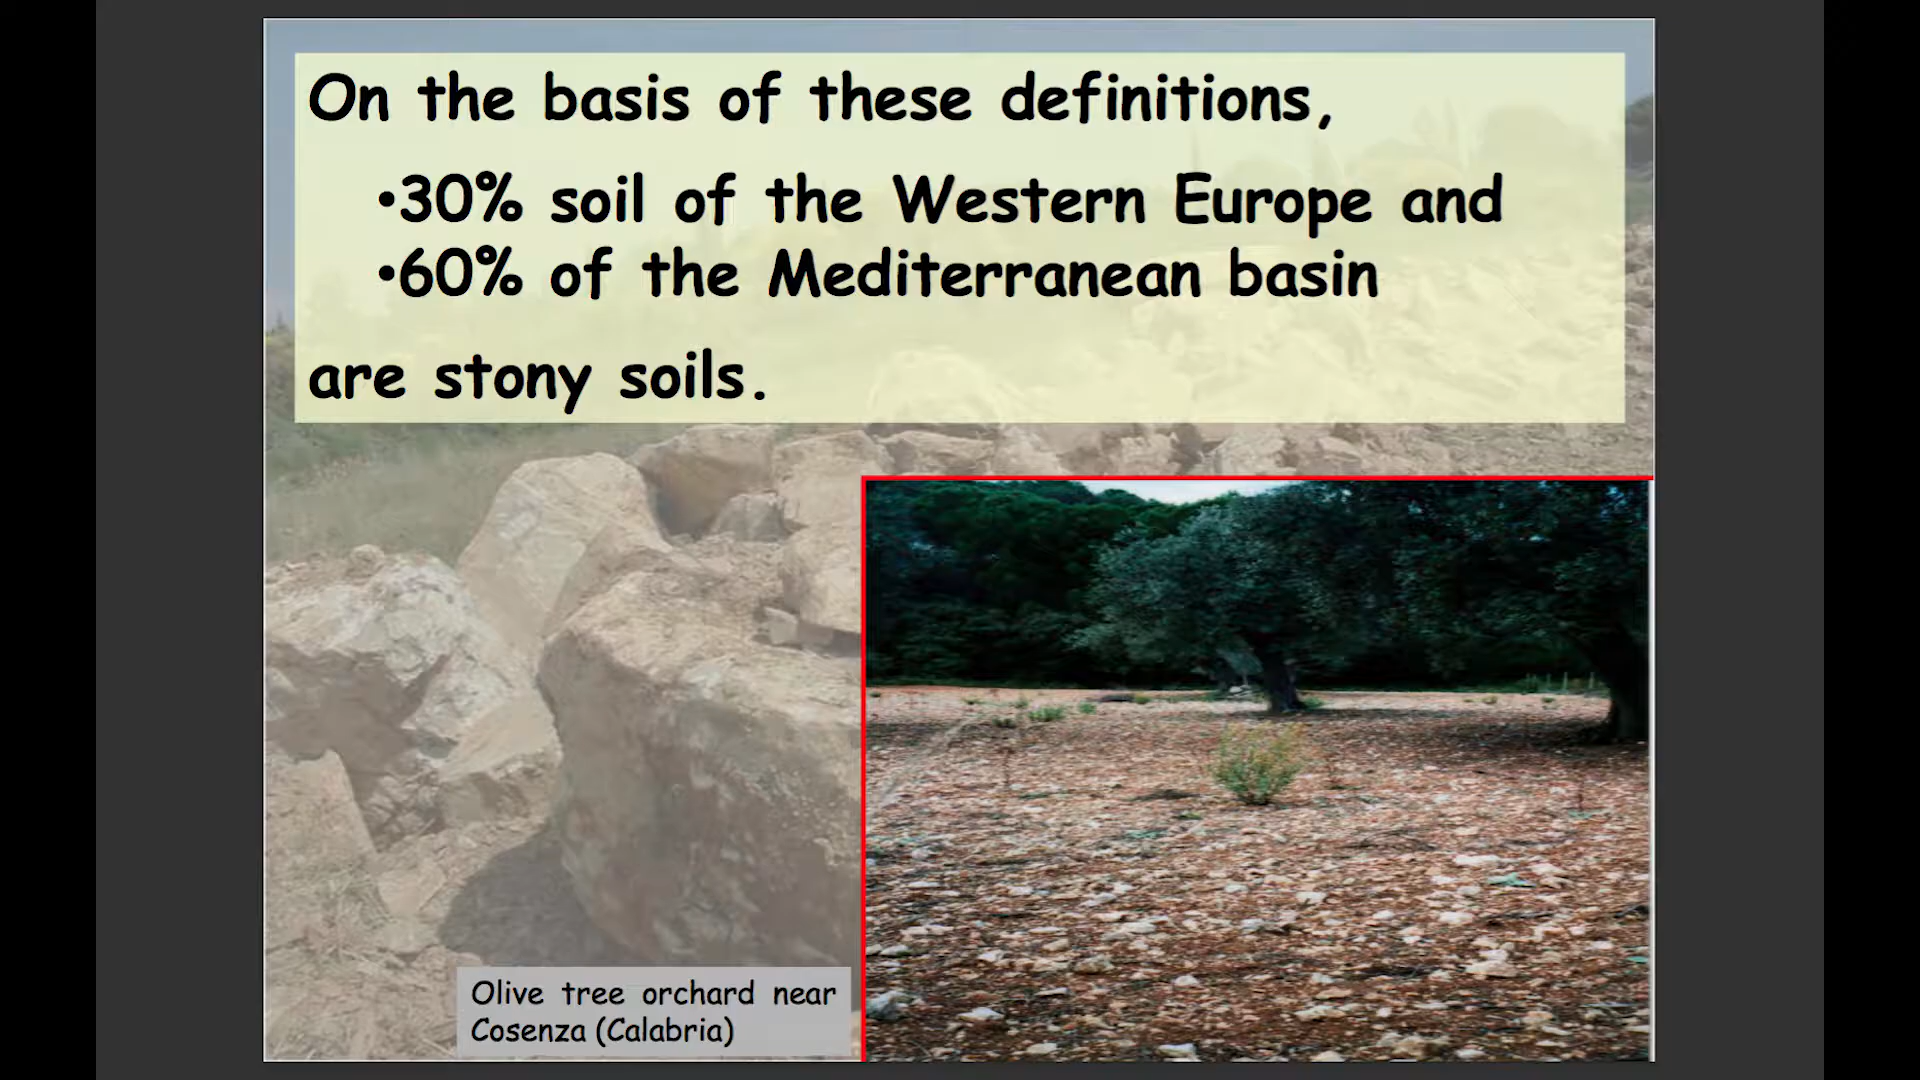 On the basis of these definitions,
•30% soil of the Western Europe and
•60% of the Mediterranean basin
are stony soils.
Olive tree orchard near
Cosenza (Calabria)